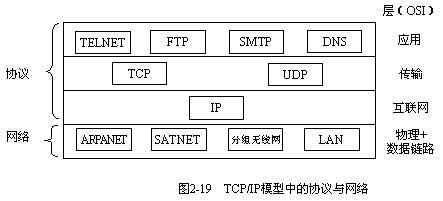 层（OSI）
TELNET FTP SMTP DNS 应用
TCP UDP 传输
协议
IP 互联网
网络 ARPANET SATNET 分组无线网 LAN 物理+
数据链路
图2-19 TCP/IP模型中的协议与网络